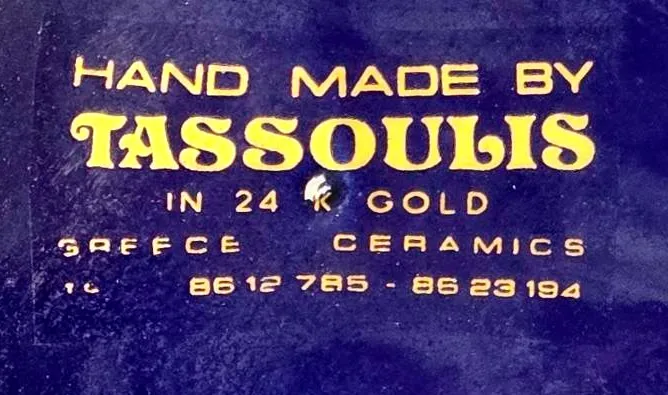 HAND MADE BY
TASSOULIS
IN 24 K GOLD
GREECE CERAMICS
86 12 785 - 86 23 194